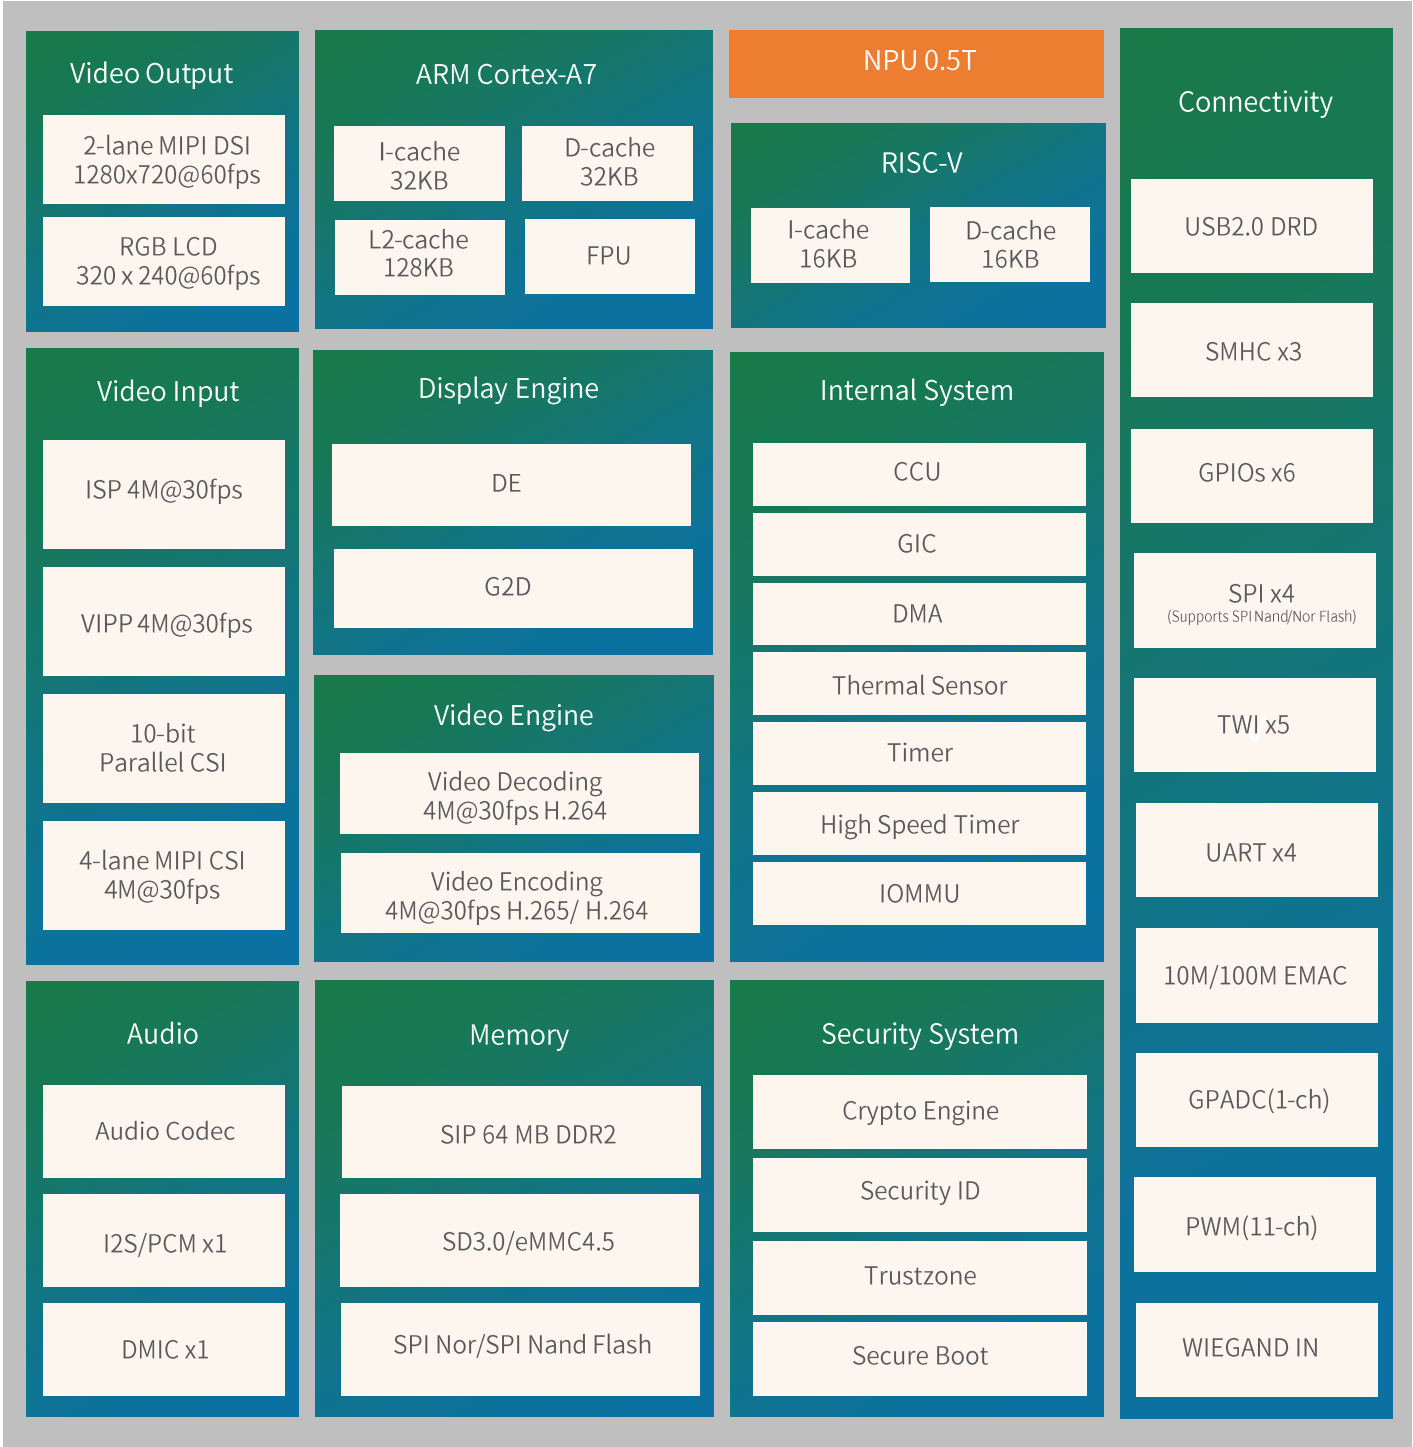 Video Output
2-lane MIPI DSI
1280x720@60fps
RGB LCD
320 x 240@60fps
ARM Cortex-A7
I-cache
32KB
D-cache
32KB
L2-cache
128KB
FPU
NPU 0.5T
RISC-V
I-cache
16KB
D-cache
16KB
Video Input
ISP 4M@30fps
VIPP 4M@30fps
10-bit
Parallel CSI
4-lane MIPI CSI
4M@30fps
Display Engine
DE
G2D
Video Engine
Video Decoding
4M@30fps H.264
Video Encoding
4M@30fps H.265/ H.264
Internal System
CCU
GIC
DMA
Thermal Sensor
Timer
High Speed Timer
IOMMU
Audio
Audio Codec
I2S/PCM x1
DMIC x1
Memory
SIP 64 MB DDR2
SD3.0/eMMC4.5
SPI Nor/SPI Nand Flash
Security System
Crypto Engine
Security ID
Trustzone
Secure Boot
Connectivity
USB2.0 DRD
SMHC x3
GPIOs x6
SPI x4
(Supports SPI Nand/Nor Flash)
TWI x5
UART x4
10M/100M EMAC
GPADC(1-ch)
PWM(11-ch)
WIEGAND IN